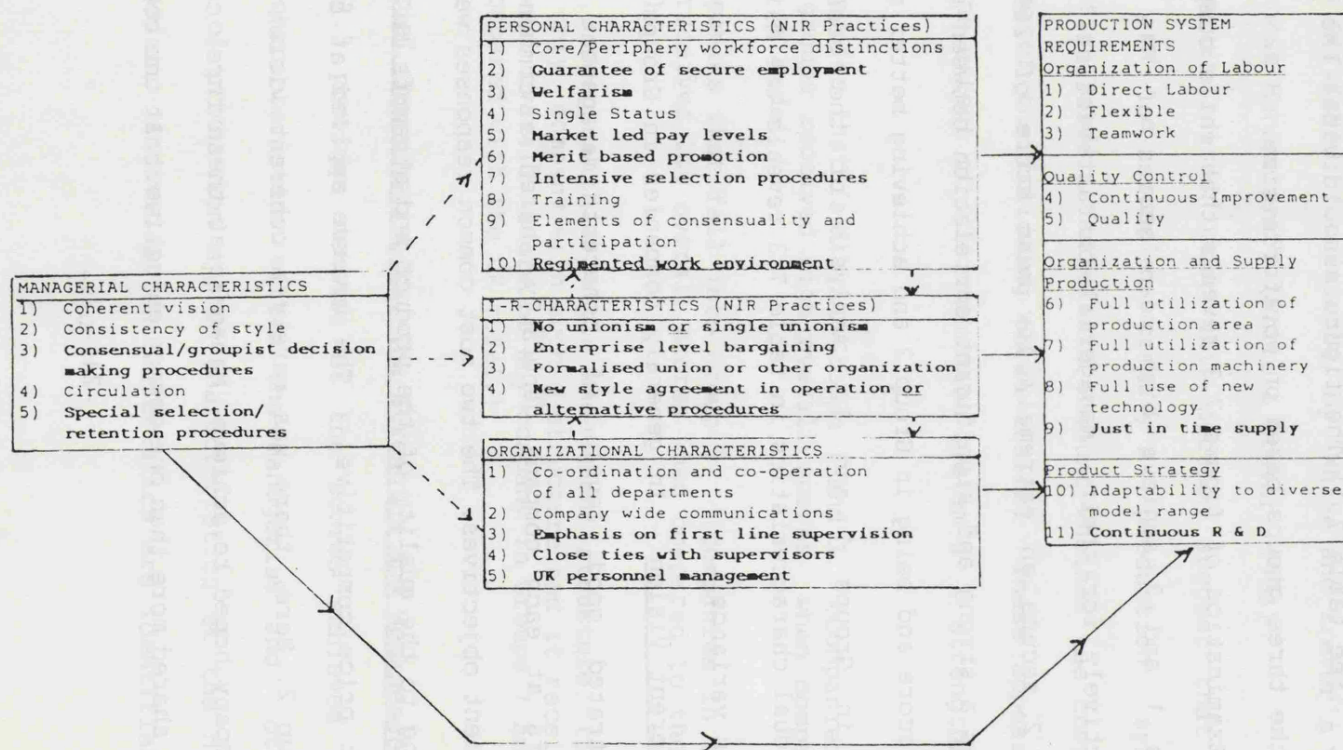 PERSONAL CHARACTERISTICS (NIR Practices)
1) Core/Periphery workforce distinctions
2) Guarantee of secure employment
3) Welfarism
4) Single Status
5) Market led pay levels
6) Merit based promotion
7) Intensive selection procedures
8) Training
9) Elements of consensuality and
participation
10) Regimented work environment
MANAGERIAL CHARACTERISTICS
1) Coherent vision
2) Consistency of style
3) Consensual/groupist decision
making procedures
4) Circulation
5) Special selection/
retention procedures
I-R-CHARACTERISTICS (NIR Practices)
1) No unionism or single unionism
2) Enterprise level bargaining
3) Formalised union or other organization
4) New style agreement in operation or
alternative procedures
ORGANIZATIONAL CHARACTERISTICS
1) Co-ordination and co-operation
of all departments
2) Company wide communications
3) Emphasis on first line supervision
4) Close ties with supervisors
5) UK personnel management
PRODUCTION SYSTEM
REQUIREMENTS
Organization of Labour
1) Direct Labour
2) Flexible
3) Teamwork
Quality Control
4) Continuous Improvement
5) Quality
Organization and Supply
Production
6) Full utilization of
production area
7) Full utilization of
production machinery
8) Full use of new
technology
9) Just in time supply
Product Strategy
10) Adaptability to diverse
model range
11) Continuous R & D